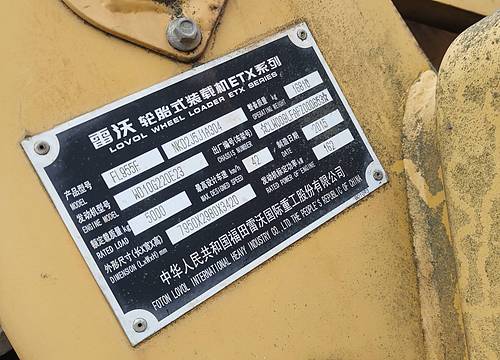 雷沃 轮胎式装载机ETX系列
LOVOL WHEEL LOADER ETX SERIES
产品型号 FL955F NK02J5J18304 整备质量 kg 16810
MODEL OPERATING WEIGHT
发动机型号 WD10G220E23 出厂编号(车架号)
ENGINE MODEL CHASSIS NUMBER
额定载质量 kg 5000 最高设计车速 km/h 42 制造日期 2015
RATED LOAD MAX. DESIGNED SPEED DATE
外形尺寸(长X宽X高) 7950X2980X3420 发动机额定功率 kW 162
DIMENSION (LxWxH) mm RATED POWER OF ENGINE
中华人民共和国福田雷沃国际重工股份有限公司
FOTON LOVOL INTERNATIONAL HEAVY INDUSTRY CO.,LTD.THE PEOPLE'S REPUBLIC OF CHINA